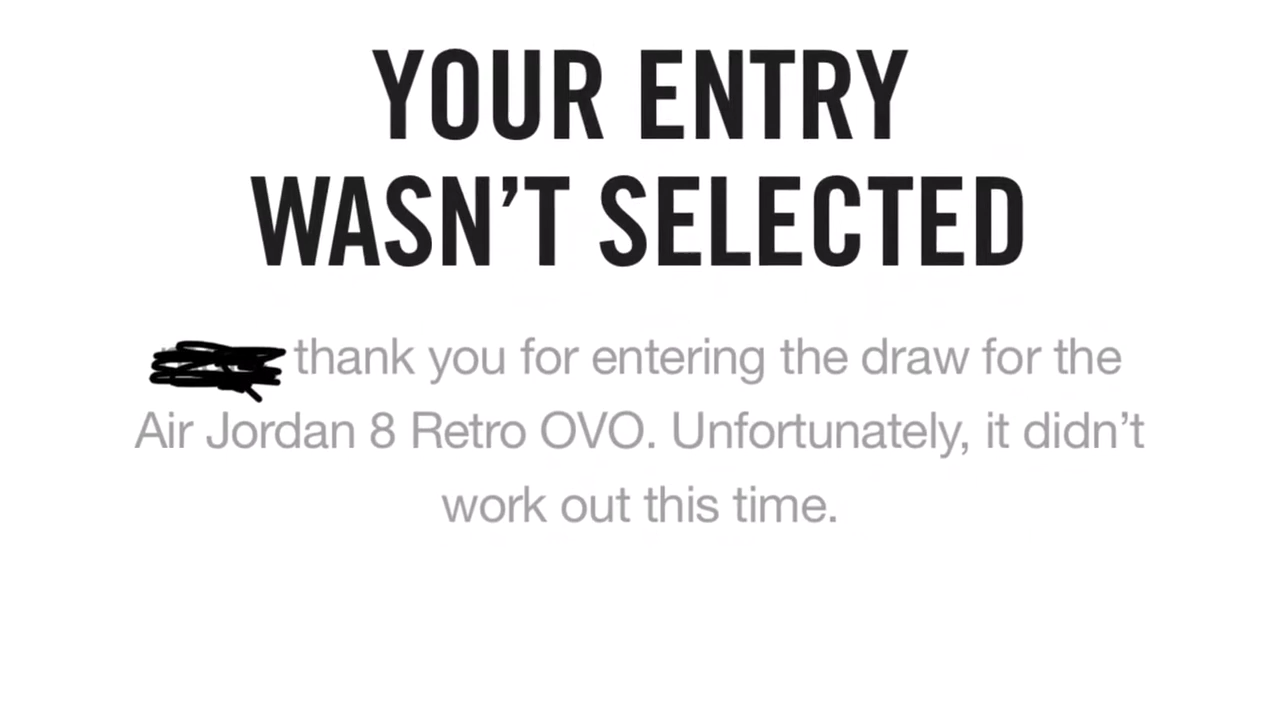 YOUR ENTRY
WASN’T SELECTED
thank you for entering the draw for the
Air Jordan 8 Retro OVO. Unfortunately, it didn’t
work out this time.